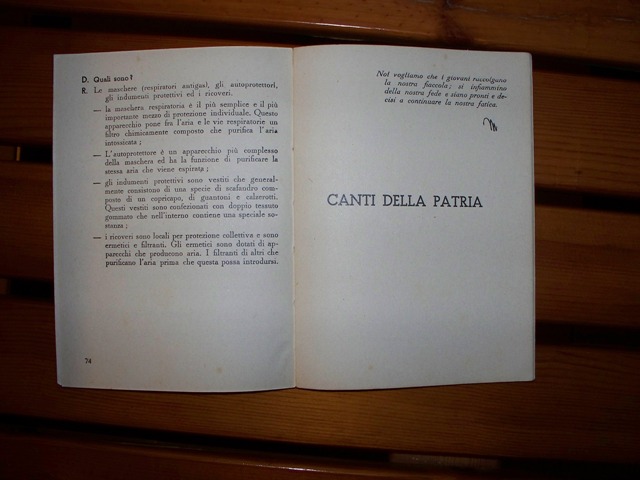 D. Quali sono?
R. Le maschere (respiratori antigas), gli autoprotettori,
gli indumenti protettivi ed i ricoveri.
— la maschera respiratoria è il più semplice e il più
importante mezzo di protezione individuale. Questo
apparecchio pone fra l'aria e le vie respiratorie un
filtro chimicamente composto che purifica l'aria
intossicata;
— L'autoprotettore è un apparecchio più complesso
della maschera ed ha la funzione di purificare la
stessa aria che viene espirata;
— gli indumenti protettivi sono vestiti che general-
mente consistono di una specie di scafandro compo-
sto di un copricapo, di guantoni e calzerotti.
Questi vestiti sono confezionati con doppio tessuto
gommato che nell'interno contiene una speciale so-
stanza;
— i ricoveri sono locali per protezione collettiva e sono
ermetici e filtranti. Gli ermetici sono dotati di ap-
parecchi che producono aria. I filtranti di altri che
purificano l'aria prima che questa possa introdursi.
74
Noi vogliamo che i giovani raccolgano
la nostra fiaccola; si infiammino
della nostra fede e siano pronti e de-
cisi a continuare la nostra fatica.
CANTI DELLA PATRIA